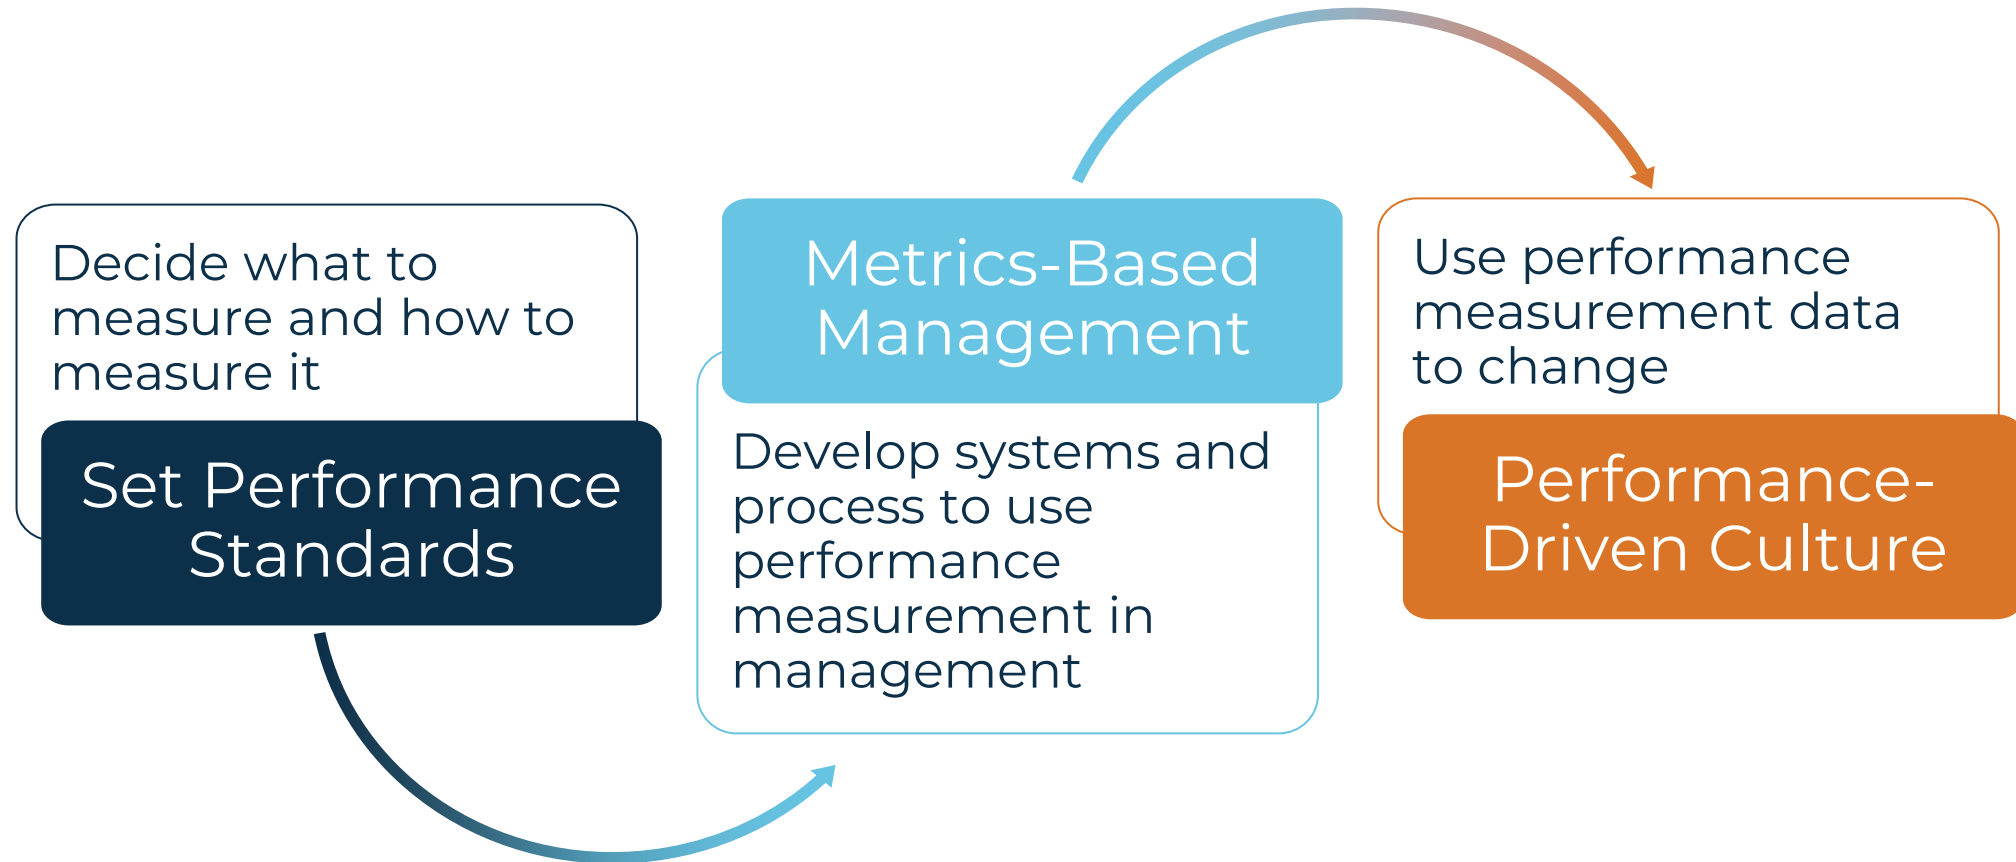 Decide what to
measure and how to
measure it
Set Performance
Standards
Metrics-Based
Management
Develop systems and
process to use
performance
measurement in
management
Use performance
measurement data
to change
Performance-
Driven Culture